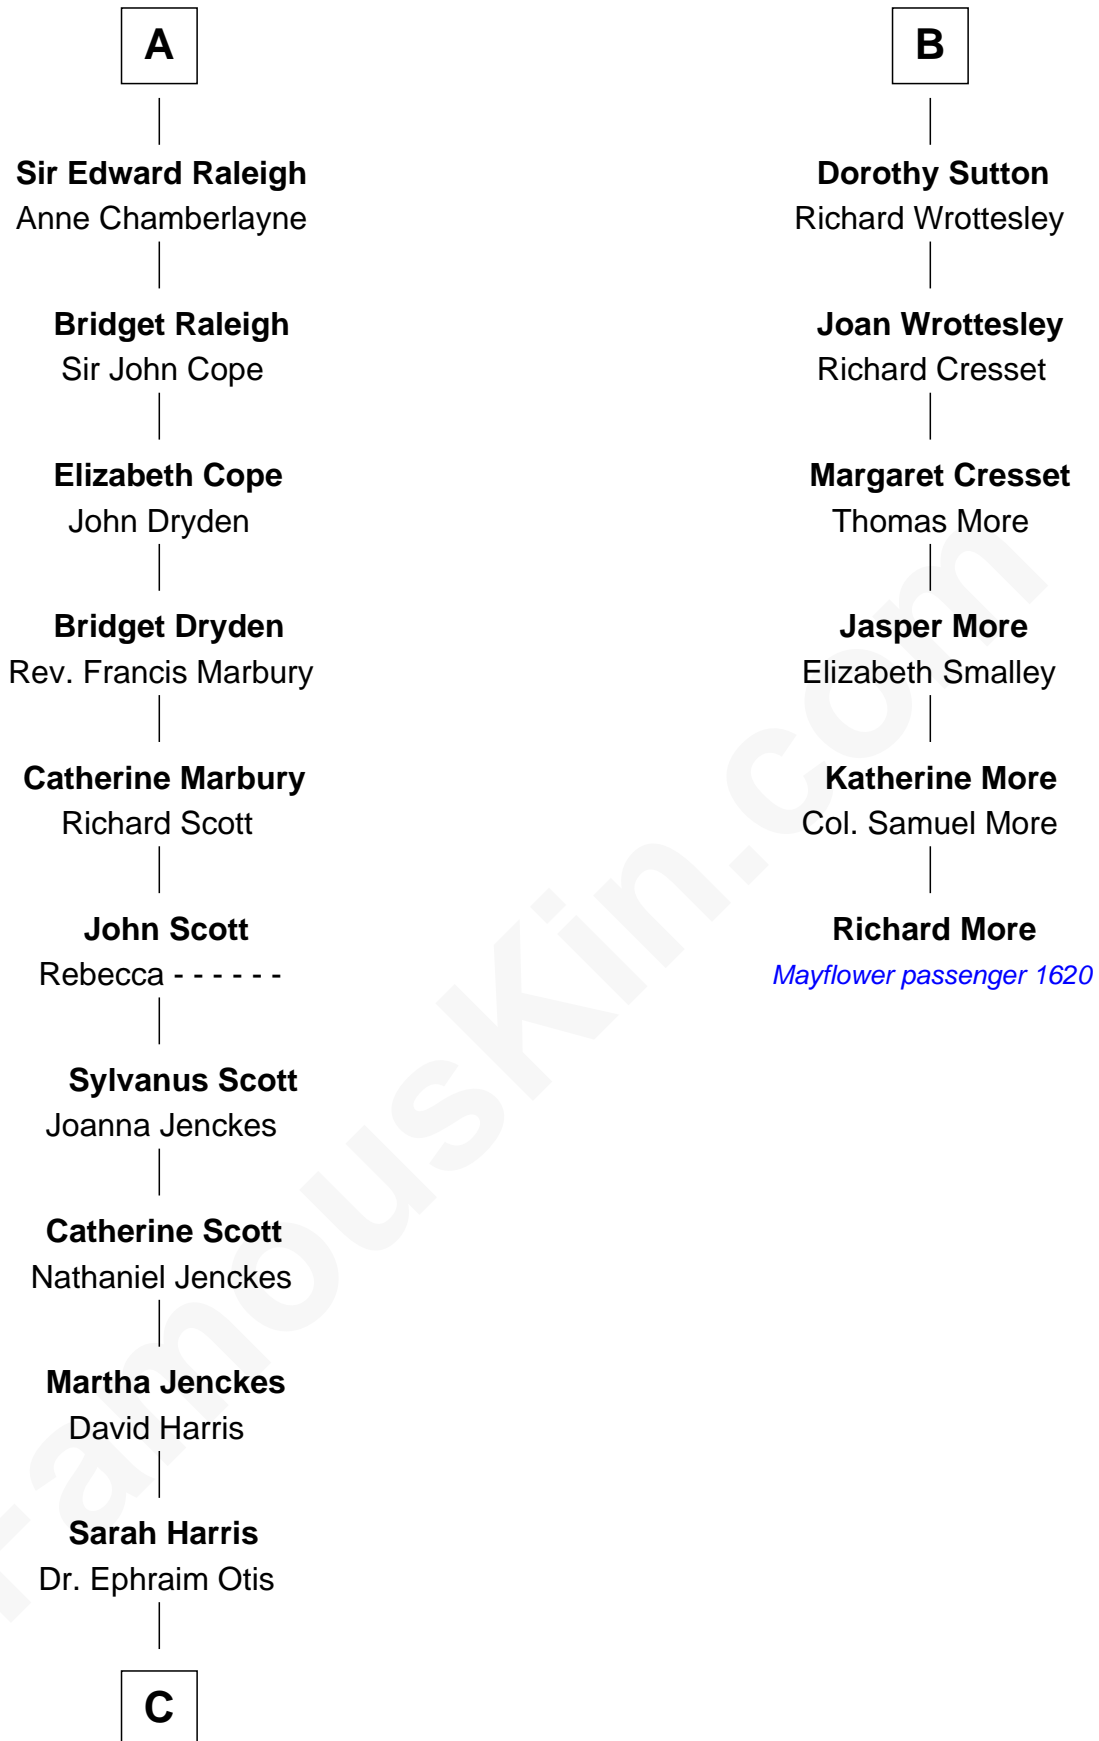 A
Sir Edward Raleigh
Anne Chamberlayne
Bridget Raleigh
Sir John Cope
Elizabeth Cope
John Dryden
Bridget Dryden
Rev. Francis Marbury
Catherine Marbury
Richard Scott
John Scott
Rebecca - - - - - -
Sylvanus Scott
Joanna Jenckes
Catherine Scott
Nathaniel Jenckes
Martha Jenckes
David Harris
Sarah Harris
Dr. Ephraim Otis
C
B
Dorothy Sutton
Richard Wrottesley
Joan Wrottesley
Richard Cresset
Margaret Cresset
Thomas More
Jasper More
Elizabeth Smalley
Katherine More
Col. Samuel More
Richard More
Mayflower passenger 1620
FamousKin.com